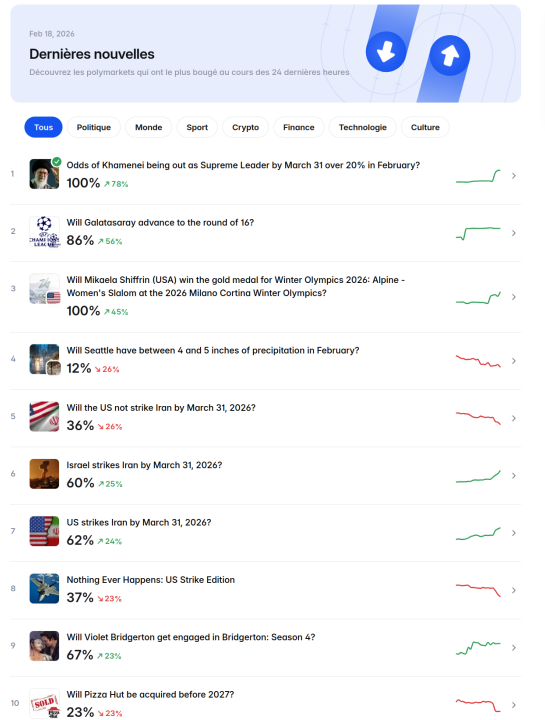 Feb 18, 2026
Dernières nouvelles
Découvrez les polymarkets qui ont le plus bougé au cours des 24 dernières heures
Tous
Politique
Monde
Sport
Crypto
Finance
Technologie
Culture
1
Odds of Khamenei being out as Supreme Leader by March 31 over 20% in February?
100% ↗78%
2
CHAMPIONS
LEAGUE
Will Galatasaray advance to the round of 16?
86% ↗56%
3
Will Mikaela Shiffrin (USA) win the gold medal for Winter Olympics 2026: Alpine -
Women's Slalom at the 2026 Milano Cortina Winter Olympics?
100% ↗45%
4
Will Seattle have between 4 and 5 inches of precipitation in February?
12% ↘26%
5
Will the US not strike Iran by March 31, 2026?
36% ↘26%
6
Israel strikes Iran by March 31, 2026?
60% ↗25%
7
US strikes Iran by March 31, 2026?
62% ↗24%
8
Nothing Ever Happens: US Strike Edition
37% ↘23%
9
Will Violet Bridgerton get engaged in Bridgerton: Season 4?
67% ↗23%
10
SOLD
Will Pizza Hut be acquired before 2027?
23% ↘23%